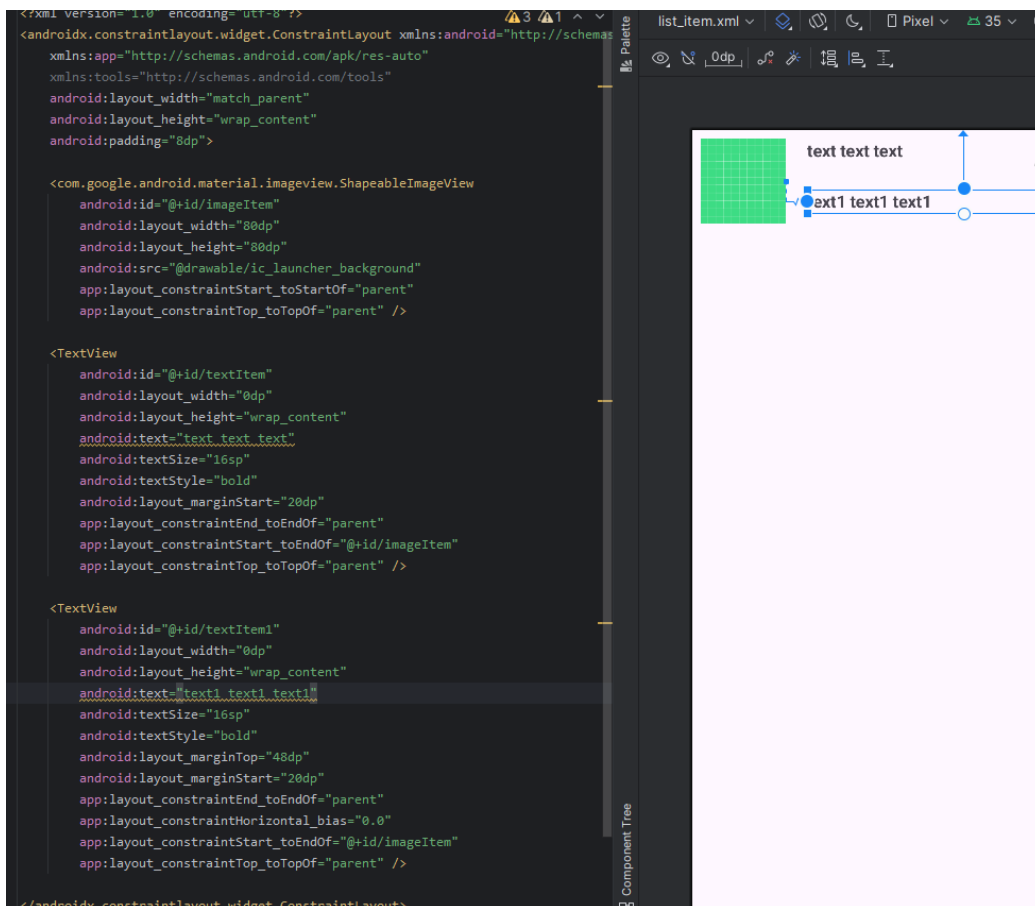 <?xml version="1.0" encoding="utf-8"?>
3 1
<androidx.constraintlayout.widget.ConstraintLayout xmlns:android="http://schemas
xmlns:app="http://schemas.android.com/apk/res-auto"
xmlns:tools="http://schemas.android.com/tools"
android:layout_width="match_parent"
android:layout_height="wrap_content"
android:padding="8dp">
<com.google.android.material.imageview.ShapeableImageView
android:id="@+id/imageItem"
android:layout_width="80dp"
android:layout_height="80dp"
android:src="@drawable/ic_launcher_background"
app:layout_constraintStart_toStartOf="parent"
app:layout_constraintTop_toTopOf="parent" />
<TextView
android:id="@+id/textItem"
android:layout_width="0dp"
android:layout_height="wrap_content"
android:text="text text text"
android:textSize="16sp"
android:textStyle="bold"
android:layout_marginStart="20dp"
app:layout_constraintEnd_toEndOf="parent"
app:layout_constraintStart_toEndOf="@+id/imageItem"
app:layout_constraintTop_toTopOf="parent" />
<TextView
android:id="@+id/textItem1"
android:layout_width="0dp"
android:layout_height="wrap_content"
android:text="text1 text1 text1"
android:textSize="16sp"
android:textStyle="bold"
android:layout_marginTop="48dp"
android:layout_marginStart="20dp"
app:layout_constraintEnd_toEndOf="parent"
app:layout_constraintHorizontal_bias="0.0"
app:layout_constraintStart_toEndOf="@+id/imageItem"
app:layout_constraintTop_toTopOf="parent" />
</androidx.constraintlayout.widget.ConstraintLayout>
Palette
Component Tree
list_item.xml Pixel 35
0dp
text text text
ext1 text1 text1